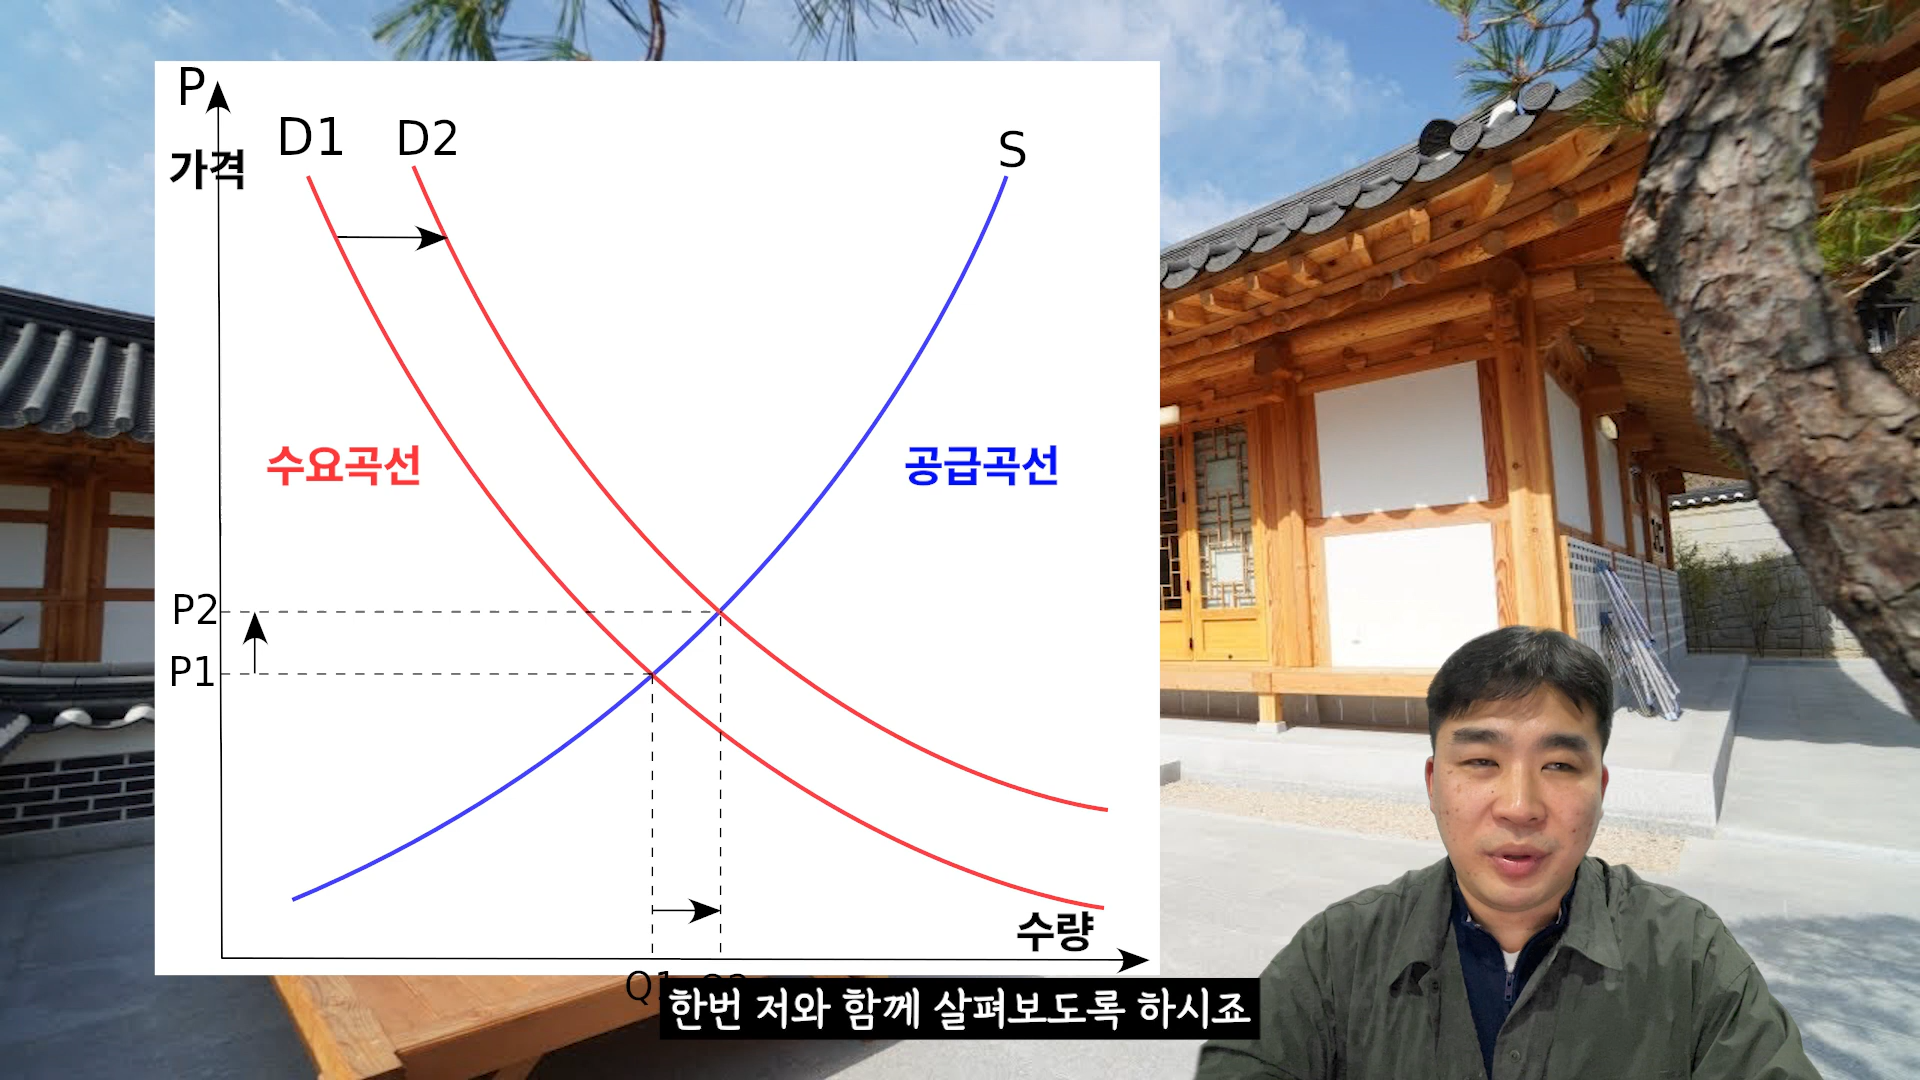 P
가격
D1
D2
S
수요곡선
공급곡선
P2
P1
수량
Q1
한번 저와 함께 살펴보도록 하시죠